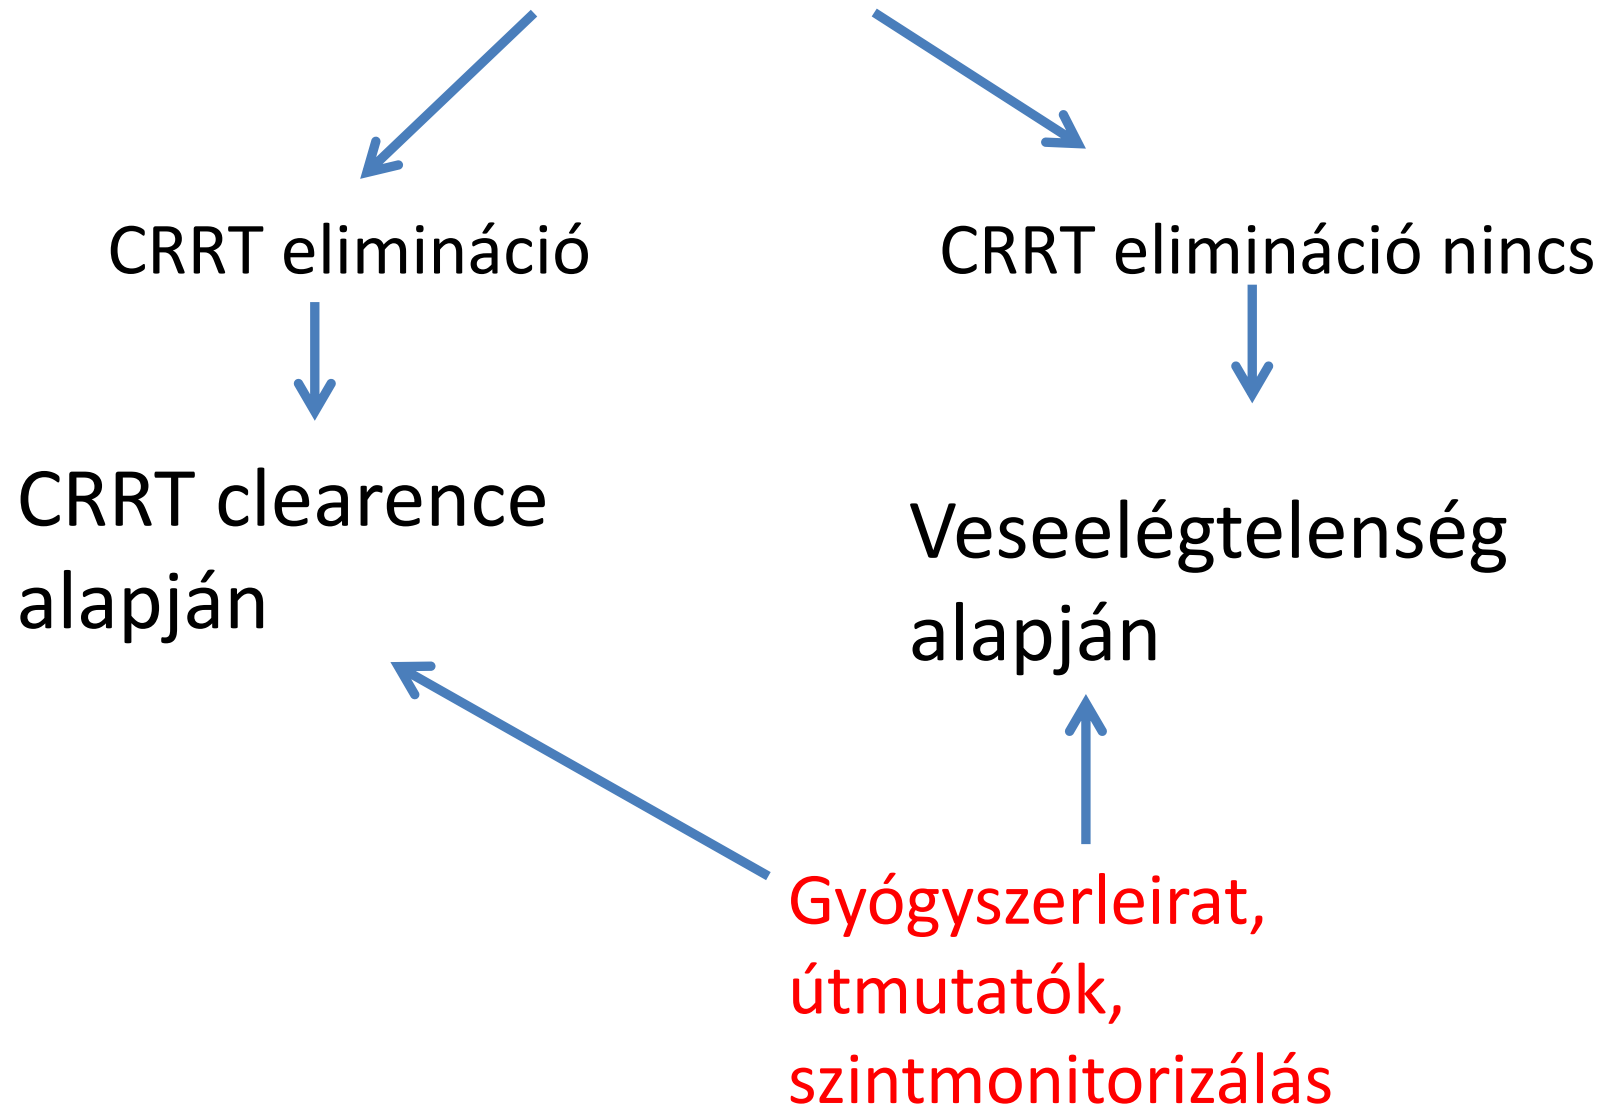 CRRT elimináció
CRRT elimináció nincs
CRRT clearence
alapján
Veseelégtelenség
alapján
Gyógyszerleirat,
útmutatók,
szintmonitorizálás